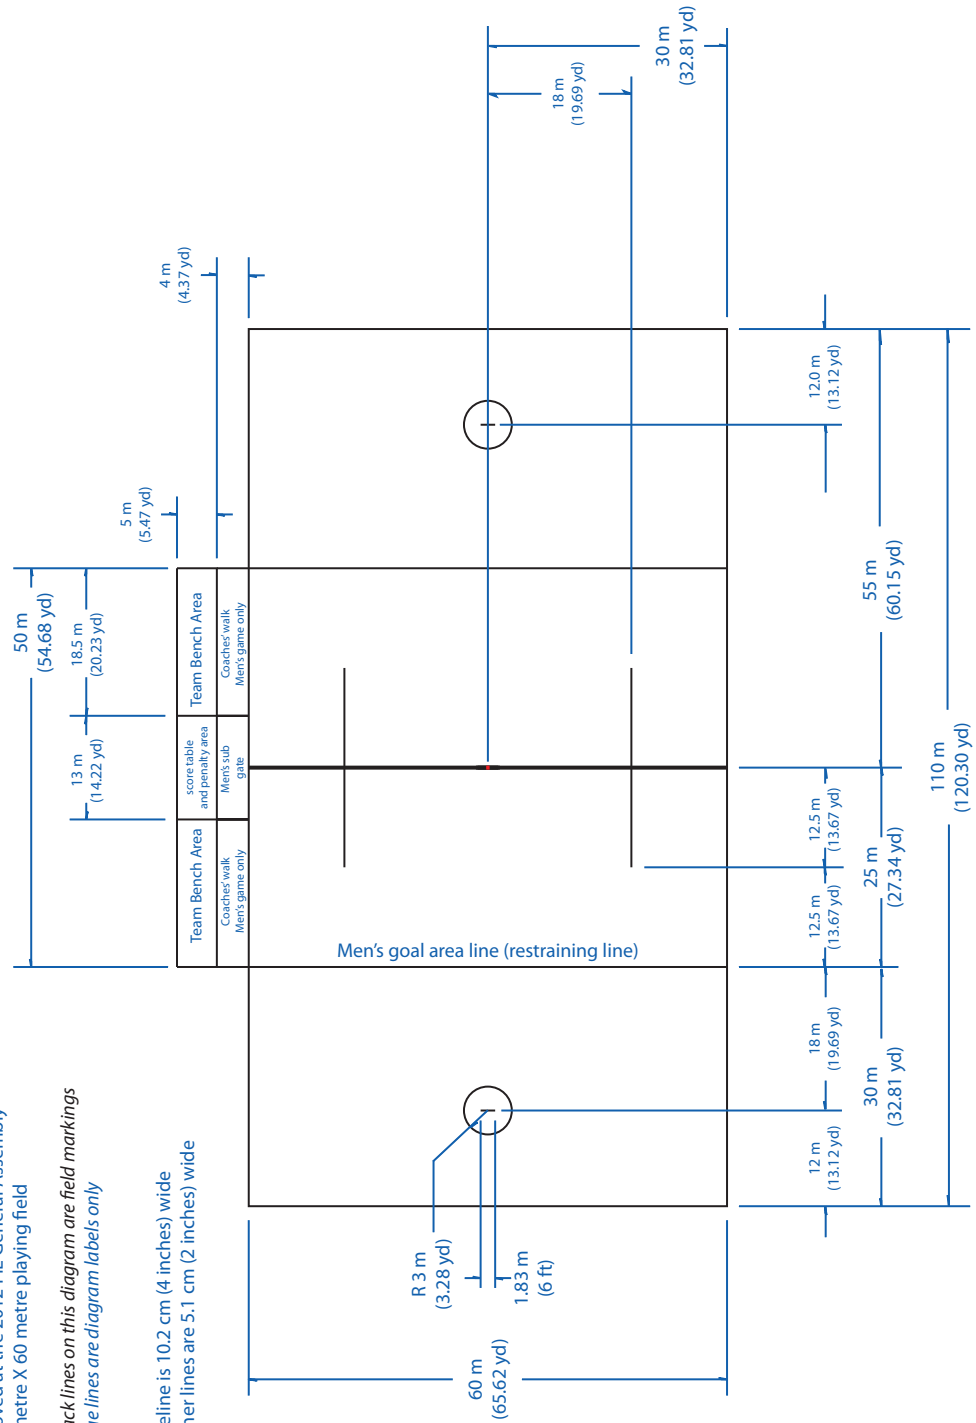 at the 2012 FIL General Assembly
metre X 60 metre playing field
lines on this diagram are field markings
lines are diagram labels only
is 10.2 cm (4 inches) wide
lines are 5.1 cm (2 inches) wide
50 m
(54.68 yd)
13 m
(14.22 yd)
18.5 m
(20.23 yd)
5 m
(5.47 yd)
4 m
(4.37 yd)
18 m
(19.69 yd)
30 m
(32.81 yd)
Team Bench Area
score table
and penalty area
Team Bench Area
Coaches' walk
Men's game only
Men's sub
gate
Coaches' walk
Men's game only
Men's goal area line (restraining line)
60 m
(65.62 yd)
R 3 m
(3.28 yd)
1.83 m
(6 ft)
12 m
(13.12 yd)
18 m
(19.69 yd)
12.5 m
(13.67 yd)
12.5 m
(13.67 yd)
12.0 m
(13.12 yd)
30 m
(32.81 yd)
25 m
(27.34 yd)
55 m
(60.15 yd)
110 m
(120.30 yd)